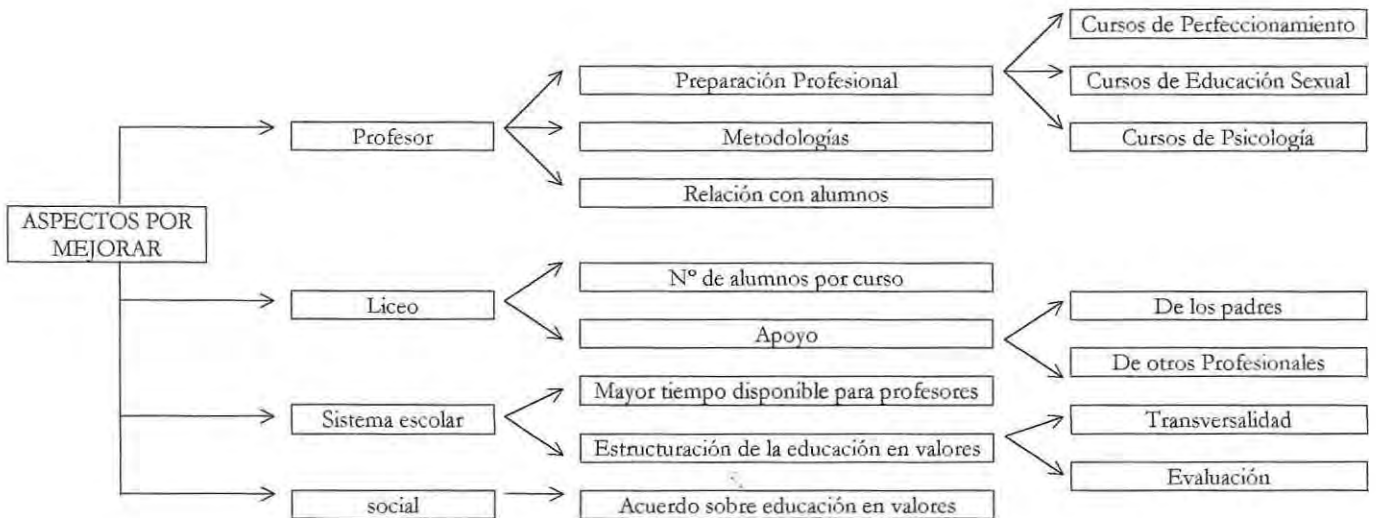 Cursos de Perfeccionamiento
Preparación Profesional
Cursos de Educación Sexual
Profesor
Metodologías
Cursos de Psicología
Relación con alumnos
ASPECTOS POR
MEJORAR
Nº de alumnos por curso
Liceo
De los padres
Apoyo
De otros Profesionales
Mayor tiempo disponible para profesores
Sistema escolar
Transversalidad
Estructuración de la educación en valores
Evaluación
social
Acuerdo sobre educación en valores